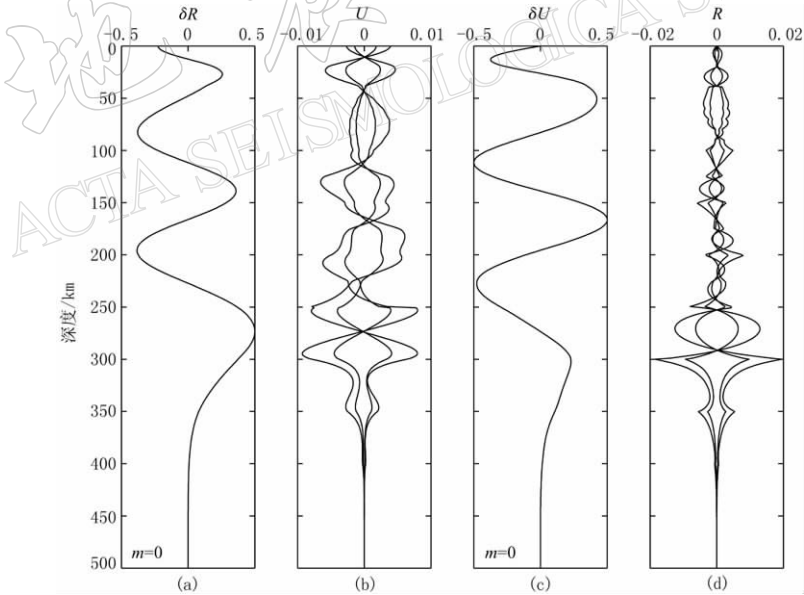 δR U δU R
−0.5 0 0.5 −0.01 0 0.01 −0.5 0 0.5 −0.02 0 0.02
0
50
100
150
200
250
300
350
400
450
500
深度/km
m=0 m=0
(a) (b) (c) (d)
地
ACTA SEISMOLOGICA S